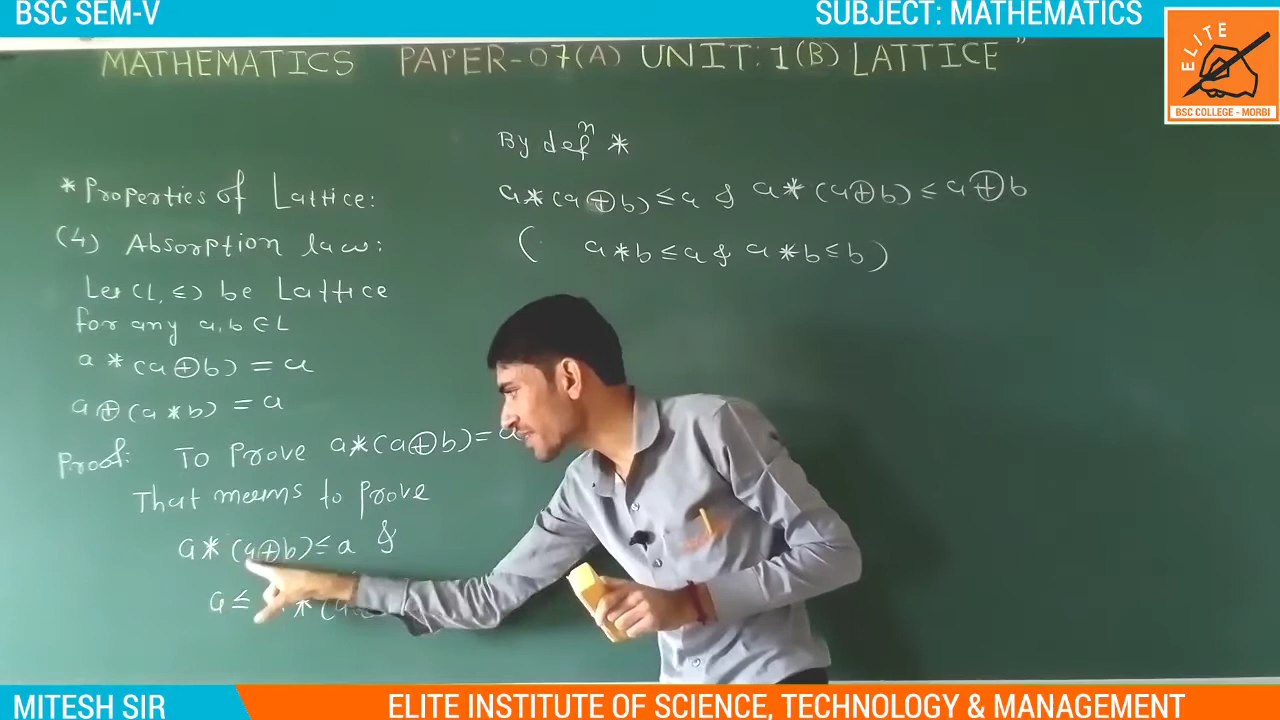 BSC SEM-V
SUBJECT: MATHEMATICS
ELITE
BSC COLLEGE - MORBI
MATHEMATICS PAPER-07(A) UNIT:1(B) LATTICE"
* Properties of Lattice:
(4) Absorption law:
Let (L, ≤) be Lattice
for any a, b ∈ L
a * (a ⊕ b) = a
a ⊕ (a * b) = a
Proof: To prove a * (a ⊕ b) = a
That means to prove
a * (a ⊕ b) ≤ a &
a ≤ * (a
By defⁿ *
a * (a ⊕ b) ≤ a & a * (a ⊕ b) ≤ a ⊕ b
( a * b ≤ a & a * b ≤ b )
MITESH SIR
ELITE INSTITUTE OF SCIENCE, TECHNOLOGY & MANAGEMENT